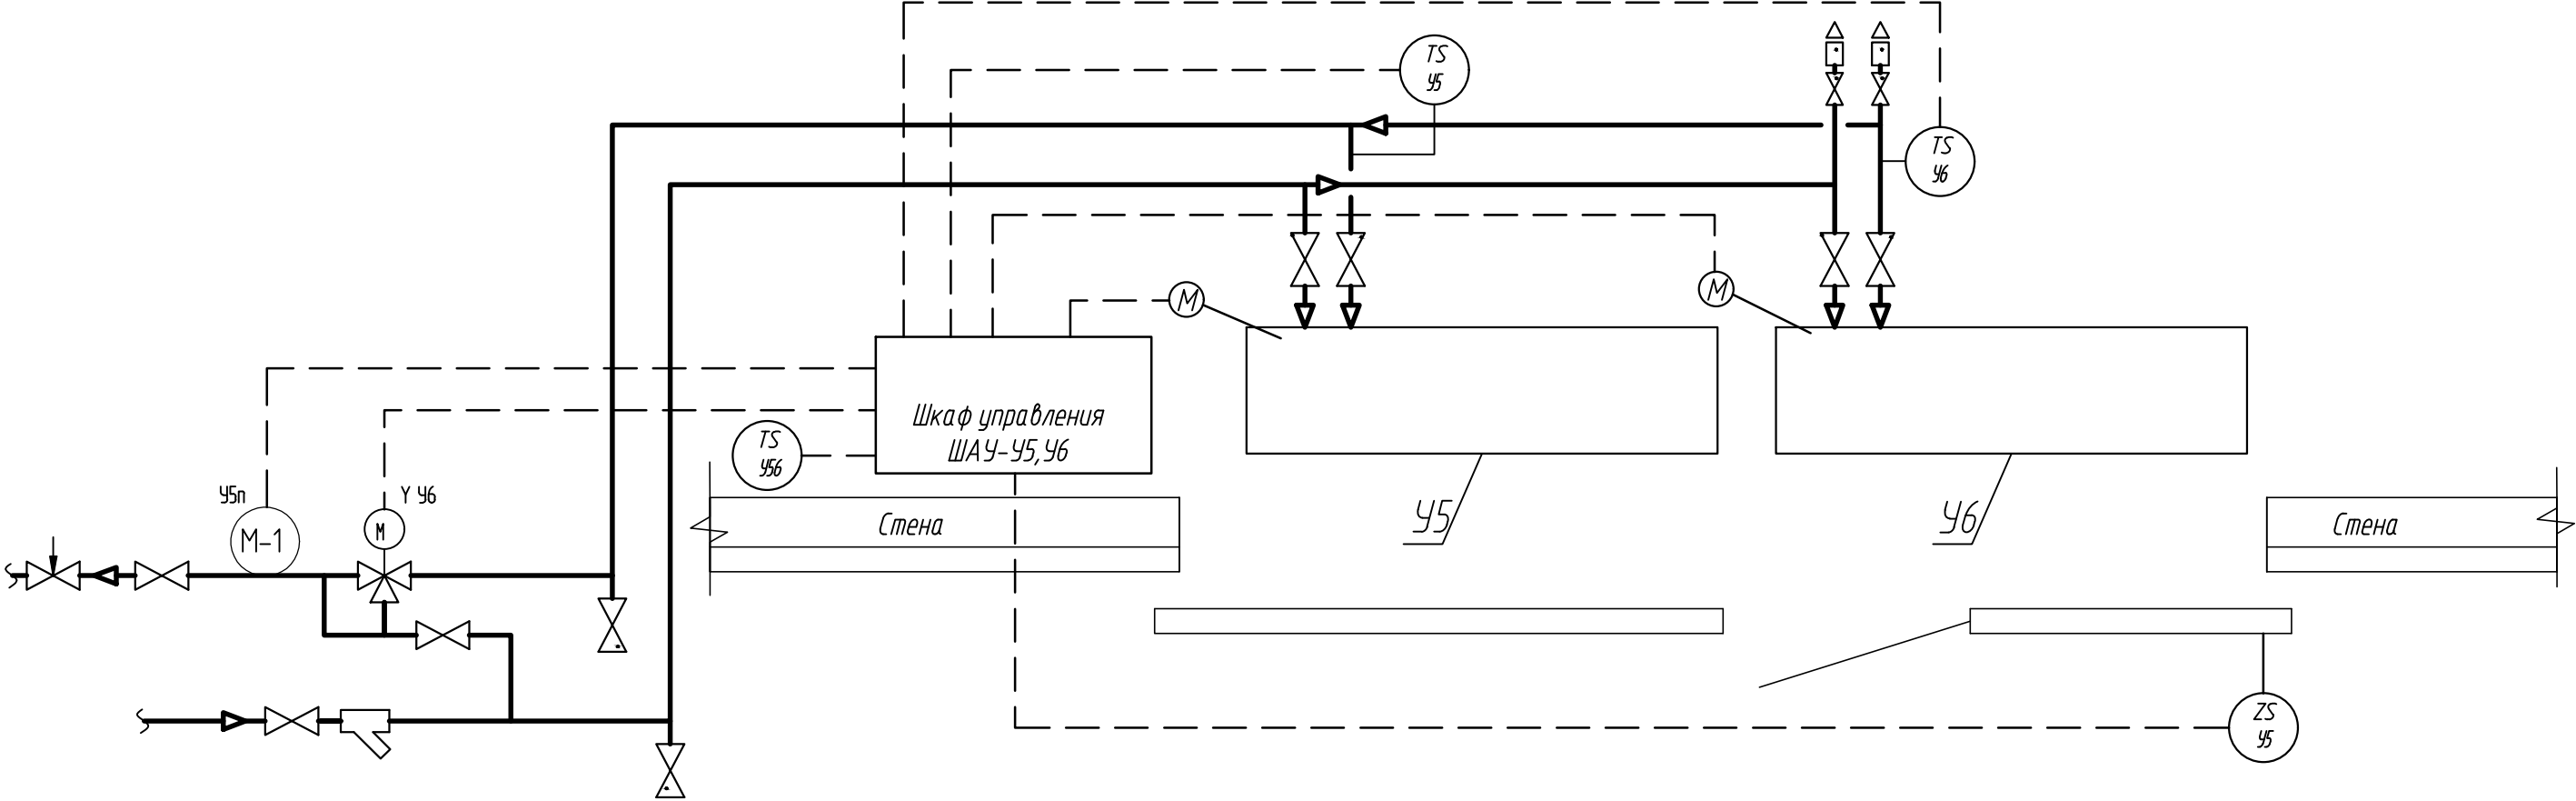 TS
У5
TS
У6
М
М
Шкаф управления
ШАУ-У5,У6
TS
У56
У5п
Y У6
М-1
М
Стена
У5
У6
Стена
ZS
У5